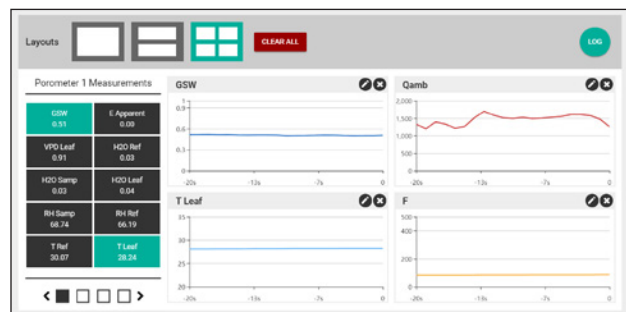 Layouts
CLEAR ALL
LOG
Porometer 1 Measurements
GSW
0.51
E Apparent
0.00
VPD Leaf
0.91
H2O Ref
0.03
H2O Samp
0.03
H2O Leaf
0.04
RH Samp
68.74
RH Ref
66.19
T Ref
30.07
T Leaf
28.24
GSW
1
0.9
0.6
0.3
0
-20s
-13s
-7s
0
Qamb
2,000
1,500
1,000
500
0
-20s
-13s
-7s
0
T Leaf
35
30
25
20
-20s
-13s
-7s
0
F
500
400
200
0
-20s
-13s
-7s
0